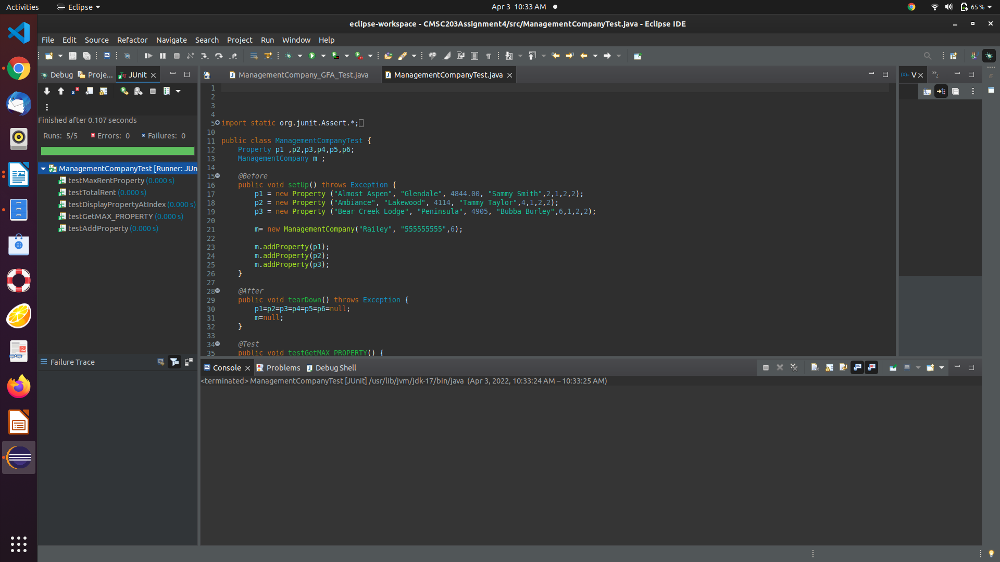 Activities Eclipse Apr 3 10:33 AM 65 %
eclipse-workspace - CMSC203Assignment4/src/ManagementCompanyTest.java - Eclipse IDE
File Edit Source Refactor Navigate Search Project Run Window Help
Debug Proje... JUnit
Finished after 0.107 seconds
Runs: 5/5 Errors: 0 Failures: 0
ManagementCompanyTest [Runner: JUn
testMaxRentProperty (0.000 s)
testTotalRent (0.000 s)
testDisplayPropertyAtIndex (0.000 s)
testGetMAX_PROPERTY (0.000 s)
testAddProperty (0.000 s)
Failure Trace
ManagementCompany_GFA_Test.java ManagementCompanyTest.java
1
2
3
4
5 import static org.junit.Assert.*;
10
11 public class ManagementCompanyTest {
12 Property p1 ,p2,p3,p4,p5,p6;
13 ManagementCompany m ;
14
15 @Before
16 public void setUp() throws Exception {
17 p1 = new Property ("Almost Aspen", "Glendale", 4844.00, "Sammy Smith",2,1,2,2);
18 p2 = new Property ("Ambiance", "Lakewood", 4114, "Tammy Taylor",4,1,2,2);
19 p3 = new Property ("Bear Creek Lodge", "Peninsula", 4905, "Bubba Burley",6,1,2,2);
20
21 m= new ManagementCompany("Railey", "555555555",6);
22
23 m.addProperty(p1);
24 m.addProperty(p2);
25 m.addProperty(p3);
26 }
27
28 @After
29 public void tearDown() throws Exception {
30 p1=p2=p3=p4=p5=p6=null;
31 m=null;
32 }
33
34 @Test
35 public void testGetMAX_PROPERTY() {
(x)= V
Console Problems Debug Shell
<terminated> ManagementCompanyTest [JUnit] /usr/lib/jvm/jdk-17/bin/java (Apr 3, 2022, 10:33:24 AM – 10:33:25 AM)